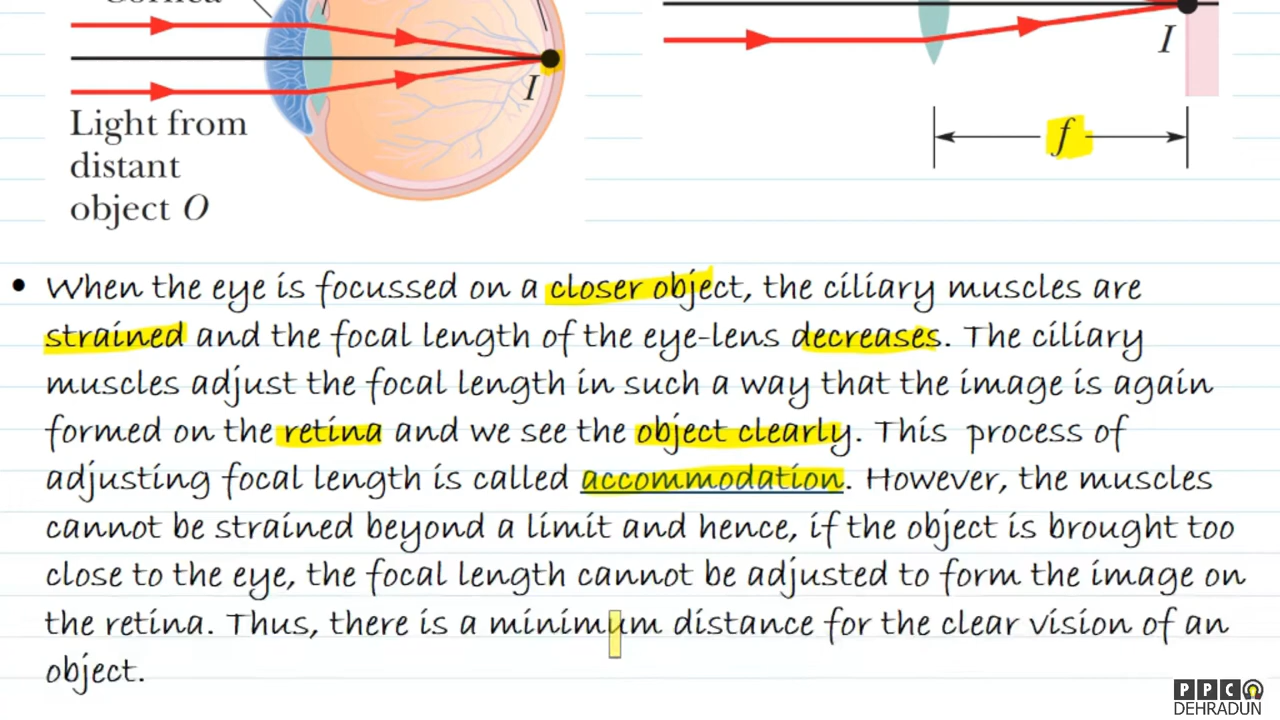 Cornea
I
I
Light from
distant
object O
f
• When the eye is focussed on a closer object, the ciliary muscles are
strained and the focal length of the eye-lens decreases. The ciliary
muscles adjust the focal length in such a way that the image is again
formed on the retina and we see the object clearly. This process of
adjusting focal length is called accommodation. However, the muscles
cannot be strained beyond a limit and hence, if the object is brought too
close to the eye, the focal length cannot be adjusted to form the image on
the retina. Thus, there is a minimum distance for the clear vision of an
object.
PPC
DEHRADUN